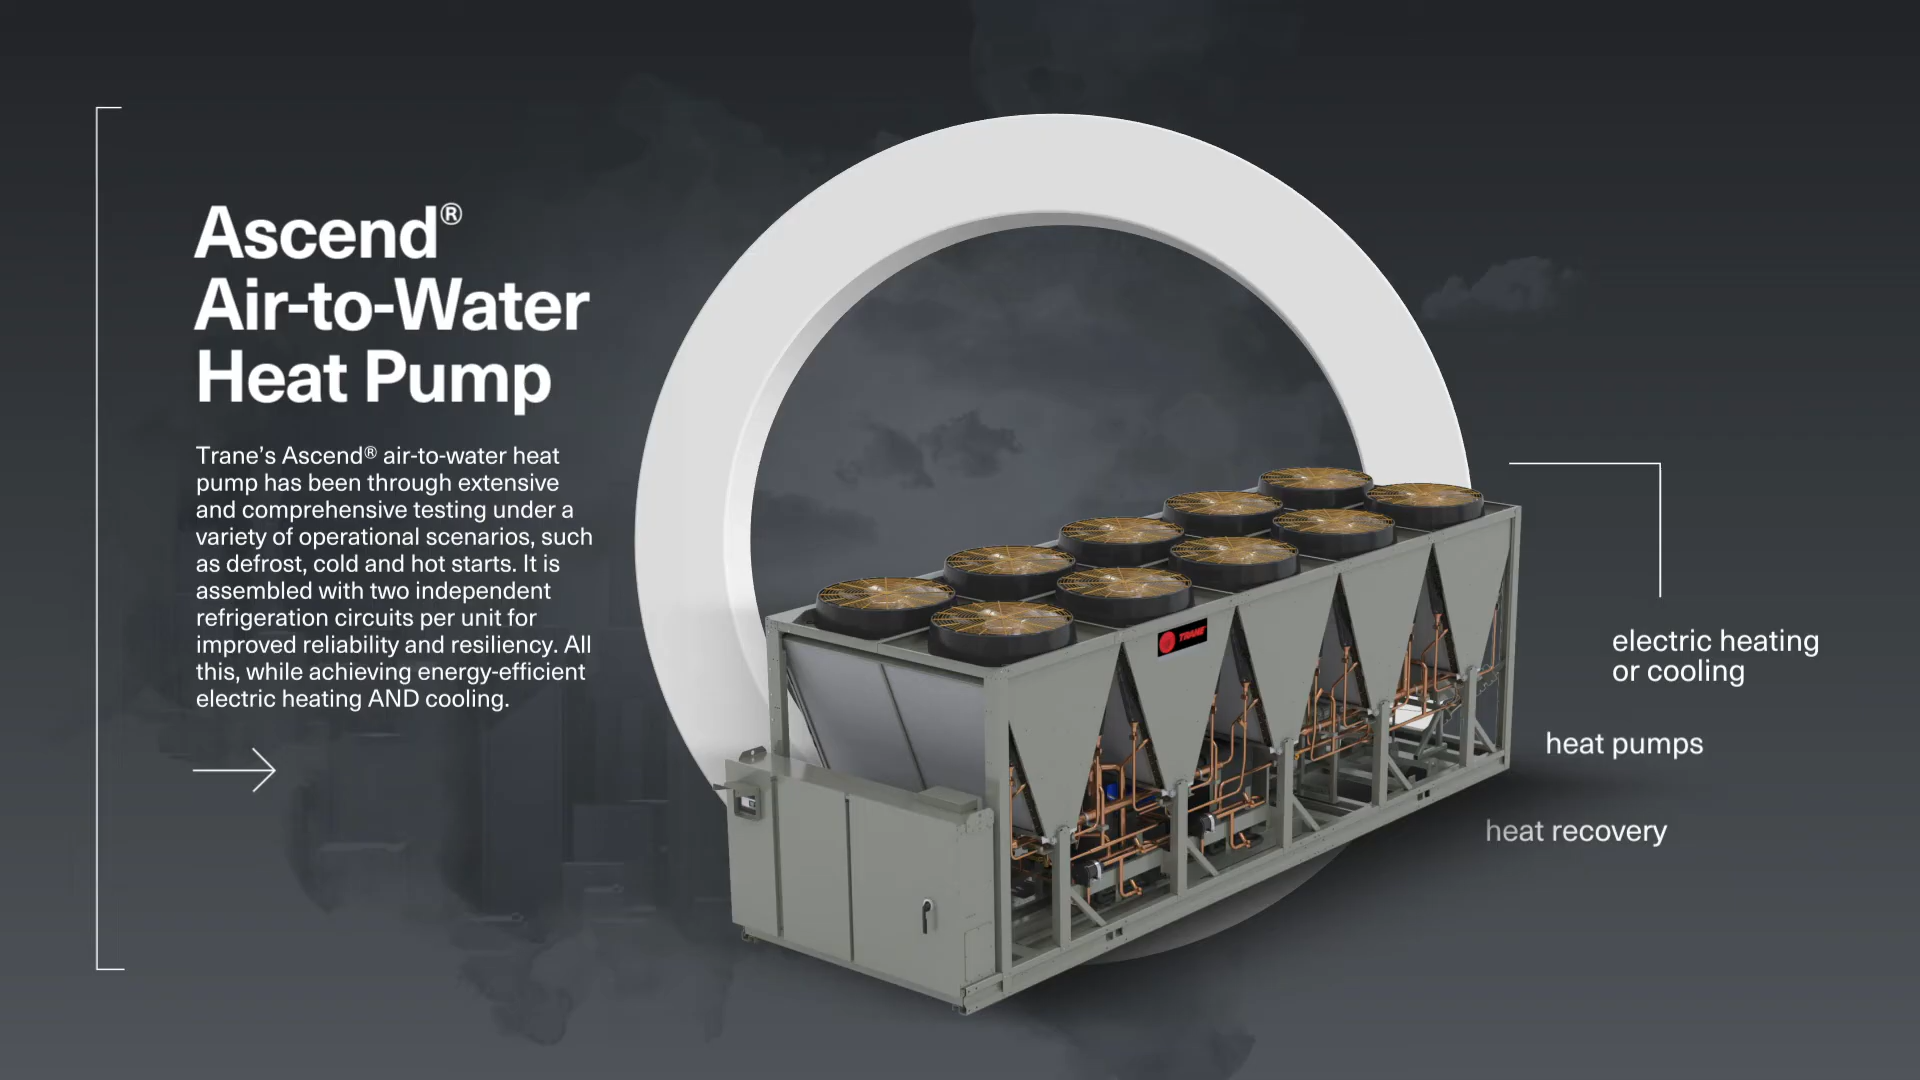 Ascend®
Air-to-Water
Heat Pump
Trane’s Ascend® air-to-water heat
pump has been through extensive
and comprehensive testing under a
variety of operational scenarios, such
as defrost, cold and hot starts. It is
assembled with two independent
refrigeration circuits per unit for
improved reliability and resiliency. All
this, while achieving energy-efficient
electric heating AND cooling.
TRANE
electric heating
or cooling
heat pumps
heat recovery